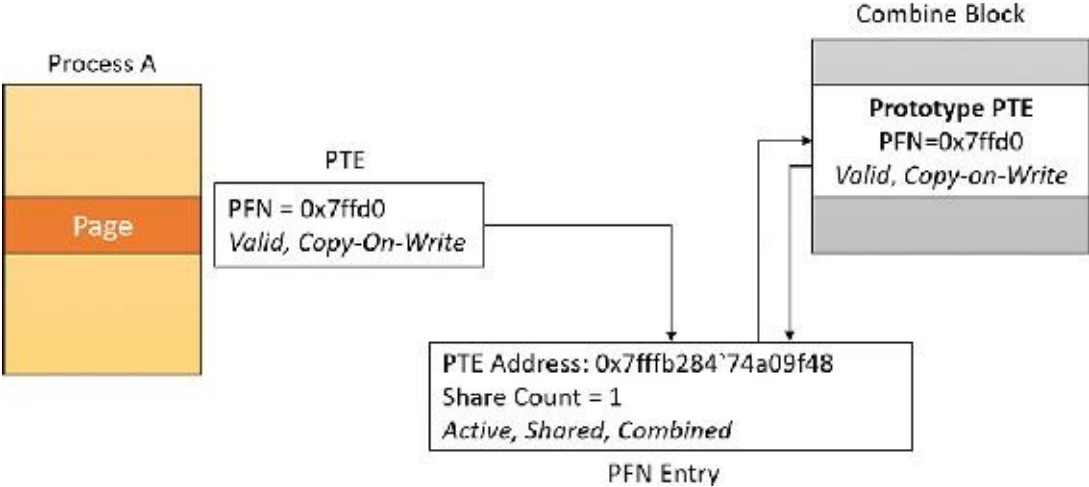 Combine Block
Process A
Prototype PTE
PFN=0x7ffd0
Valid, Copy-on-Write
PTE
PFN = 0x7ffd0
Valid, Copy-On-Write
Page
PTE Address: 0x7fffb284`74a09f48
Share Count = 1
Active, Shared, Combined
PFN Entry